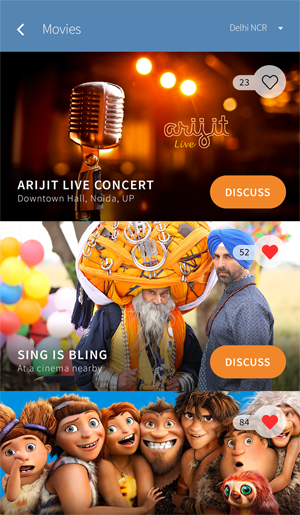 Movies
Delhi NCR
23
arijit
Live
ARIJIT LIVE CONCERT
Downtown Hall, Noida, UP
DISCUSS
52
SING IS BLING
At a cinema nearby
DISCUSS
84